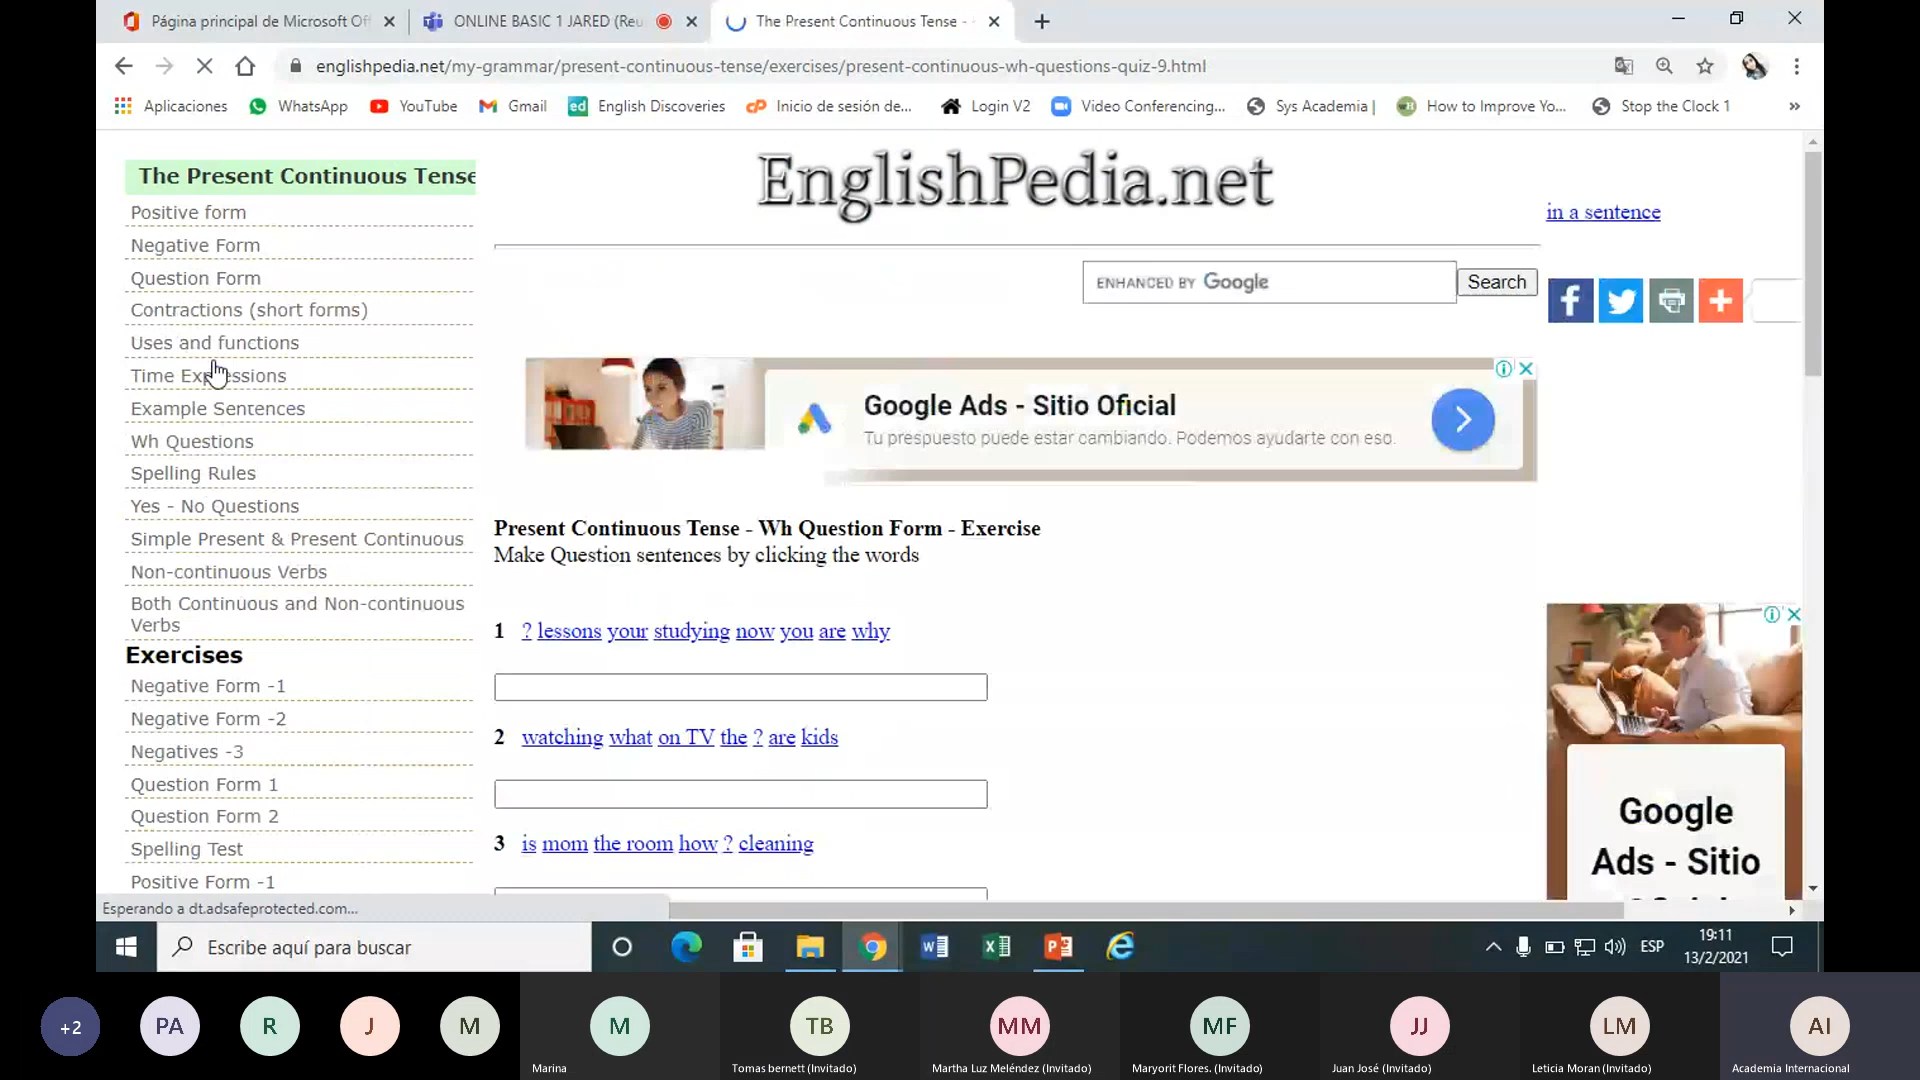 Página principal de Microsoft Of
ONLINE BASIC 1 JARED (Reu
The Present Continuous Tense -
englishpedia.net/my-grammar/present-continuous-tense/exercises/present-continuous-wh-questions-quiz-9.html
Aplicaciones WhatsApp YouTube Gmail English Discoveries Inicio de sesión de... Login V2 Video Conferencing... Sys Academia | How to Improve Yo... Stop the Clock 1 »
The Present Continuous Tense
Positive form
Negative Form
Question Form
Contractions (short forms)
Uses and functions
Time Expressions
Example Sentences
Wh Questions
Spelling Rules
Yes - No Questions
Simple Present & Present Continuous
Non-continuous Verbs
Both Continuous and Non-continuous
Verbs
Exercises
Negative Form -1
Negative Form -2
Negatives -3
Question Form 1
Question Form 2
Spelling Test
Positive Form -1
EnglishPedia.net
in a sentence
ENHANCED BY Google
Search
Google Ads - Sitio Oficial
Tu prespuesto puede estar cambiando. Podemos ayudarte con eso.
Present Continuous Tense - Wh Question Form - Exercise
Make Question sentences by clicking the words
1 ? lessons your studying now you are why
2 watching what on TV the ? are kids
3 is mom the room how ? cleaning
Google
Ads - Sitio
Esperando a dt.adsafeprotected.com...
Escribe aquí para buscar
ESP
19:11
13/2/2021
+2 PA R J M M TB MM MF JJ LM AI
Marina
Tomas bernett (Invitado)
Martha Luz Meléndez (Invitado)
Maryorit Flores. (Invitado)
Juan José (Invitado)
Leticia Moran (Invitado)
Academia Internacional